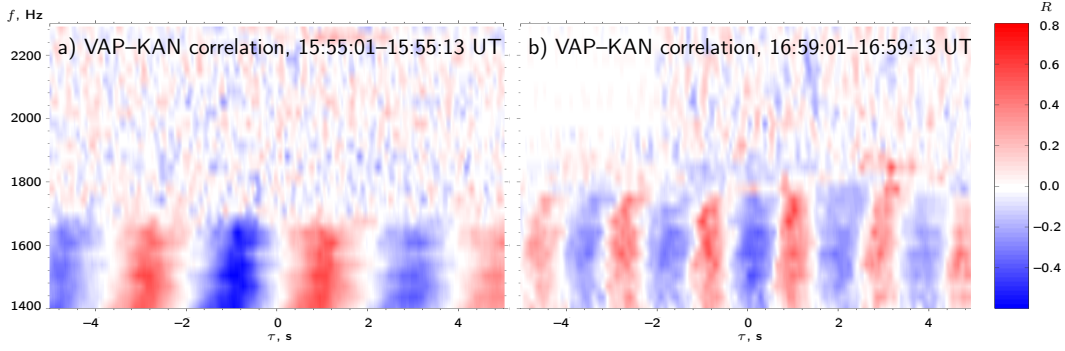 f, Hz
R
a) VAP–KAN correlation, 15:55:01–15:55:13 UT
b) VAP–KAN correlation, 16:59:01–16:59:13 UT
0.8
2200
0.6
2000
0.4
0.2
1800
0.0
1600
−0.2
−0.4
1400
−4 −2 0 2 4
−4 −2 0 2 4
τ, s
τ, s